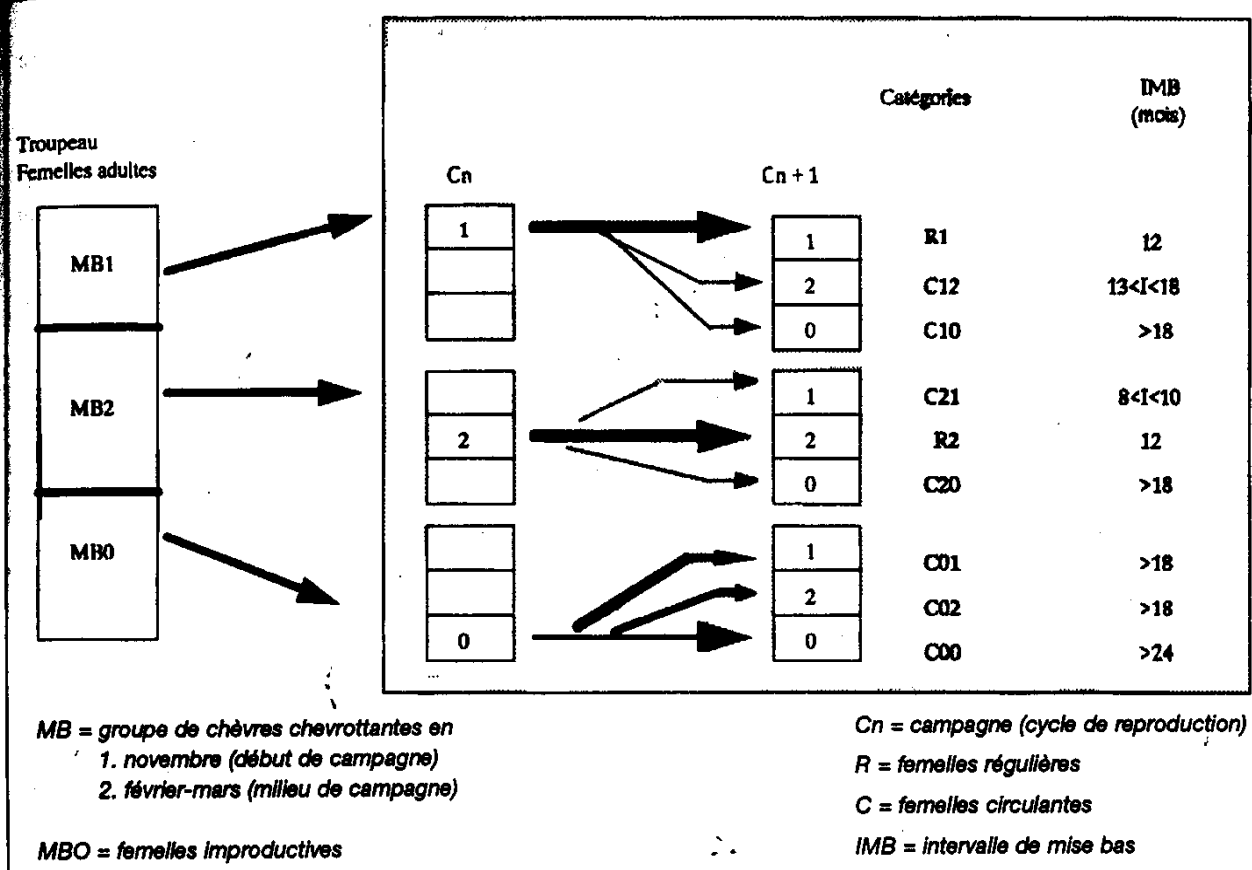 Catégories
IMB
(mois)
Troupeau
Femelles adultes
Cn
Cn + 1
MB1
MB2
MB0
1
1
R1
12
2
C12
13<I<18
0
C10
>18
1
C21
8<I<10
2
2
R2
12
0
C20
>18
1
C01
>18
2
C02
>18
0
0
C00
>24
MB = groupe de chèvres chevrottantes en
1. novembre (début de campagne)
2. février-mars (milieu de campagne)
MBO = femelles improductives
Cn = campagne (cycle de reproduction)
R = femelles régulières
C = femelles circulantes
IMB = intervalle de mise bas